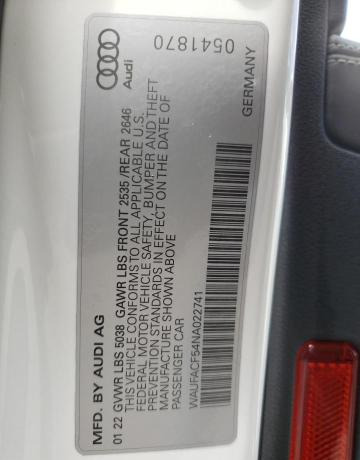 MFD. BY AUDI AG
01 22 GVWR LBS 5038 GAWR LBS FRONT 2535 /REAR 2646
THIS VEHICLE CONFORMS TO ALL APPLICABLE U.S.
FEDERAL MOTOR VEHICLE SAFETY, BUMPER AND THEFT
PREVENTION STANDARDS IN EFFECT ON THE DATE OF
MANUFACTURE SHOWN ABOVE
PASSENGER CAR
WAUFACF54NA022741
GERMANY
Audi
0541870